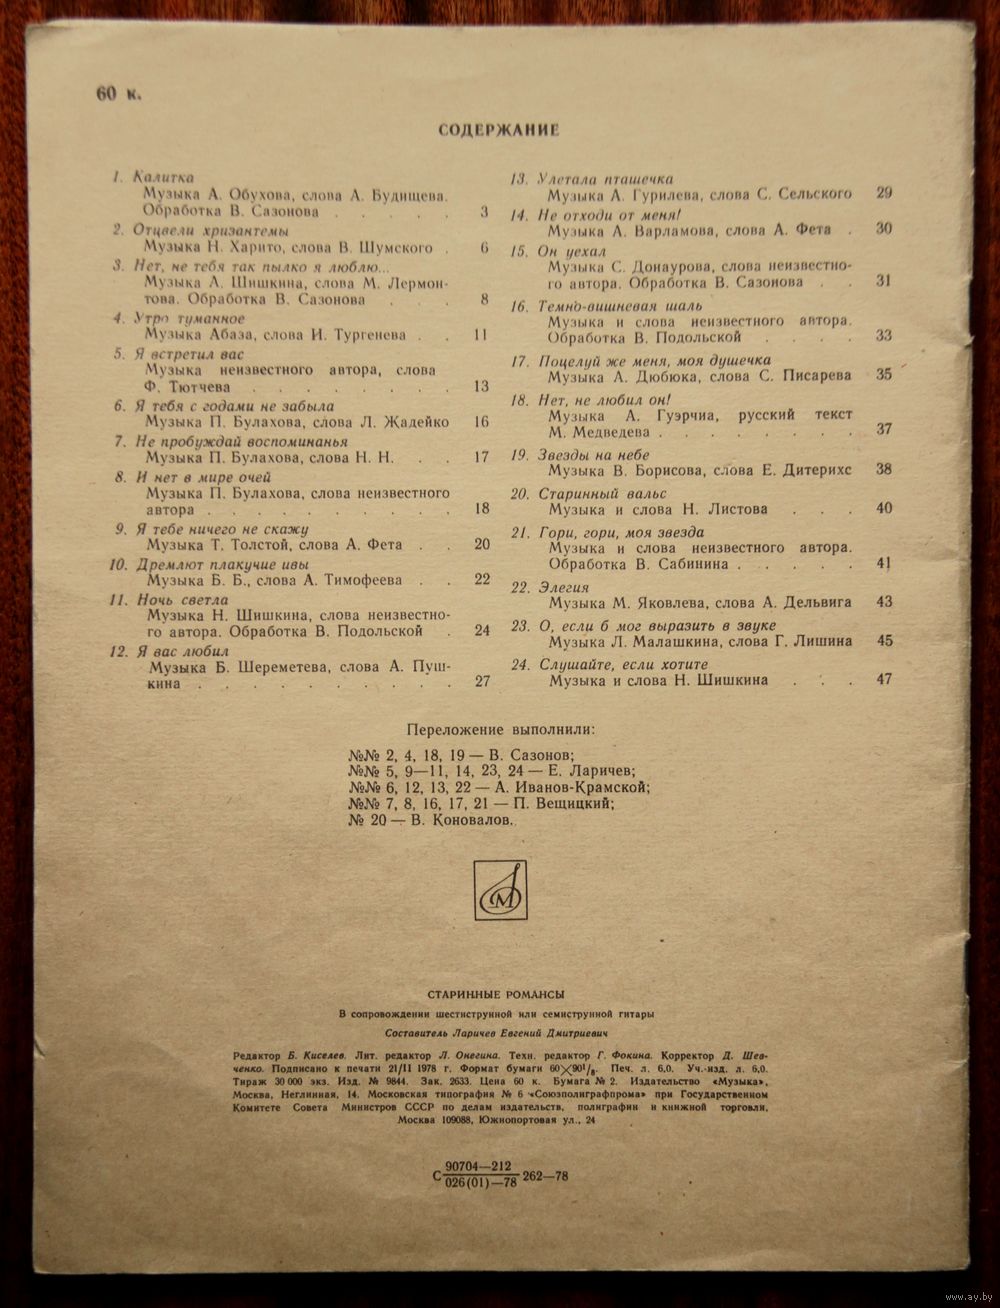 60 к.
СОДЕРЖАНИЕ
1. Калитка
Музыка А. Обухова, слова А. Будищева.
Обработка В. Сазонова . . . . . 3
2. Отцвели хризантемы
Музыка Н. Харито, слова В. Шумского . 6
3. Нет, не тебя так пылко я люблю...
Музыка А. Шишкина, слова М. Лермон-
това. Обработка В. Сазонова . . . 8
4. Утро туманное
Музыка Абаза, слова И. Тургенева . . 11
5. Я встретил вас
Музыка неизвестного автора, слова
Ф. Тютчева . . . . . . . . 13
6. Я тебя с годами не забыла
Музыка П. Булахова, слова Л. Жадейко 16
7. Не пробуждай воспоминанья
Музыка П. Булахова, слова Н. Н. . . 17
8. И нет в мире очей
Музыка П. Булахова, слова неизвестного
автора . . . . . . . . . . 18
9. Я тебе ничего не скажу
Музыка Т. Толстой, слова А. Фета . . 20
10. Дремлют плакучие ивы
Музыка Б. Б., слова А. Тимофеева . . 22
11. Ночь светла
Музыка Н. Шишкина, слова неизвестно-
го автора. Обработка В. Подольской . 24
12. Я вас любил
Музыка Б. Шереметева, слова А. Пуш-
кина . . . . . . . . . . 27
13. Улетала пташечка
Музыка А. Гурилева, слова С. Сельского 29
14. Не отходи от меня!
Музыка А. Варламова, слова А. Фета . 30
15. Он уехал
Музыка С. Донаурова, слова неизвестно-
го автора. Обработка В. Сазонова . . 31
16. Темно-вишневая шаль
Музыка и слова неизвестного автора.
Обработка В. Подольской . . . . 33
17. Поцелуй же меня, моя душечка
Музыка А. Дюбюка, слова С. Писарева 35
18. Нет, не любил он!
Музыка А. Гуэрчиа, русский текст
М. Медведева . . . . . . . . 37
19. Звезды на небе
Музыка В. Борисова, слова Е. Дитерихс 38
20. Старинный вальс
Музыка и слова Н. Листова . . . 40
21. Гори, гори, моя звезда
Музыка и слова неизвестного автора.
Обработка В. Сабинина . . . . . 41
22. Элегия
Музыка М. Яковлева, слова А. Дельвига 43
23. О, если б мог выразить в звуке
Музыка Л. Малашкина, слова Г. Лишина 45
24. Слушайте, если хотите
Музыка и слова Н. Шишкина . . . 47
Переложение выполнили:
№№ 2, 4, 18, 19 — В. Сазонов;
№№ 5, 9—11, 14, 23, 24 — Е. Ларичев;
№№ 6, 12, 13, 22 — А. Иванов-Крамской;
№№ 7, 8, 16, 17, 21 — П. Вещицкий;
№ 20 — В. Коновалов.
М
СТАРИННЫЕ РОМАНСЫ
В сопровождении шестиструнной или семиструнной гитары
Составитель Ларичев Евгений Дмитриевич
Редактор Б. Киселев. Лит. редактор Л. Онегина. Техн. редактор Г. Фокина. Корректор Д. Шев-
ченко. Подписано к печати 21/II 1978 г. Формат бумаги 60×90¹/₈. Печ. л. 6,0. Уч.-изд. л. 6,0.
Тираж 30 000 экз. Изд. № 9844. Зак. 2633. Цена 60 к. Бумага № 2. Издательство «Музыка»,
Москва, Неглинная, 14. Московская типография № 6 «Союзполиграфпрома» при Государственном
Комитете Совета Министров СССР по делам издательств, полиграфии и книжной торговли,
Москва 109088, Южнопортовая ул., 24
90704—212
С 262—78
026(01)—78
www.ay.by